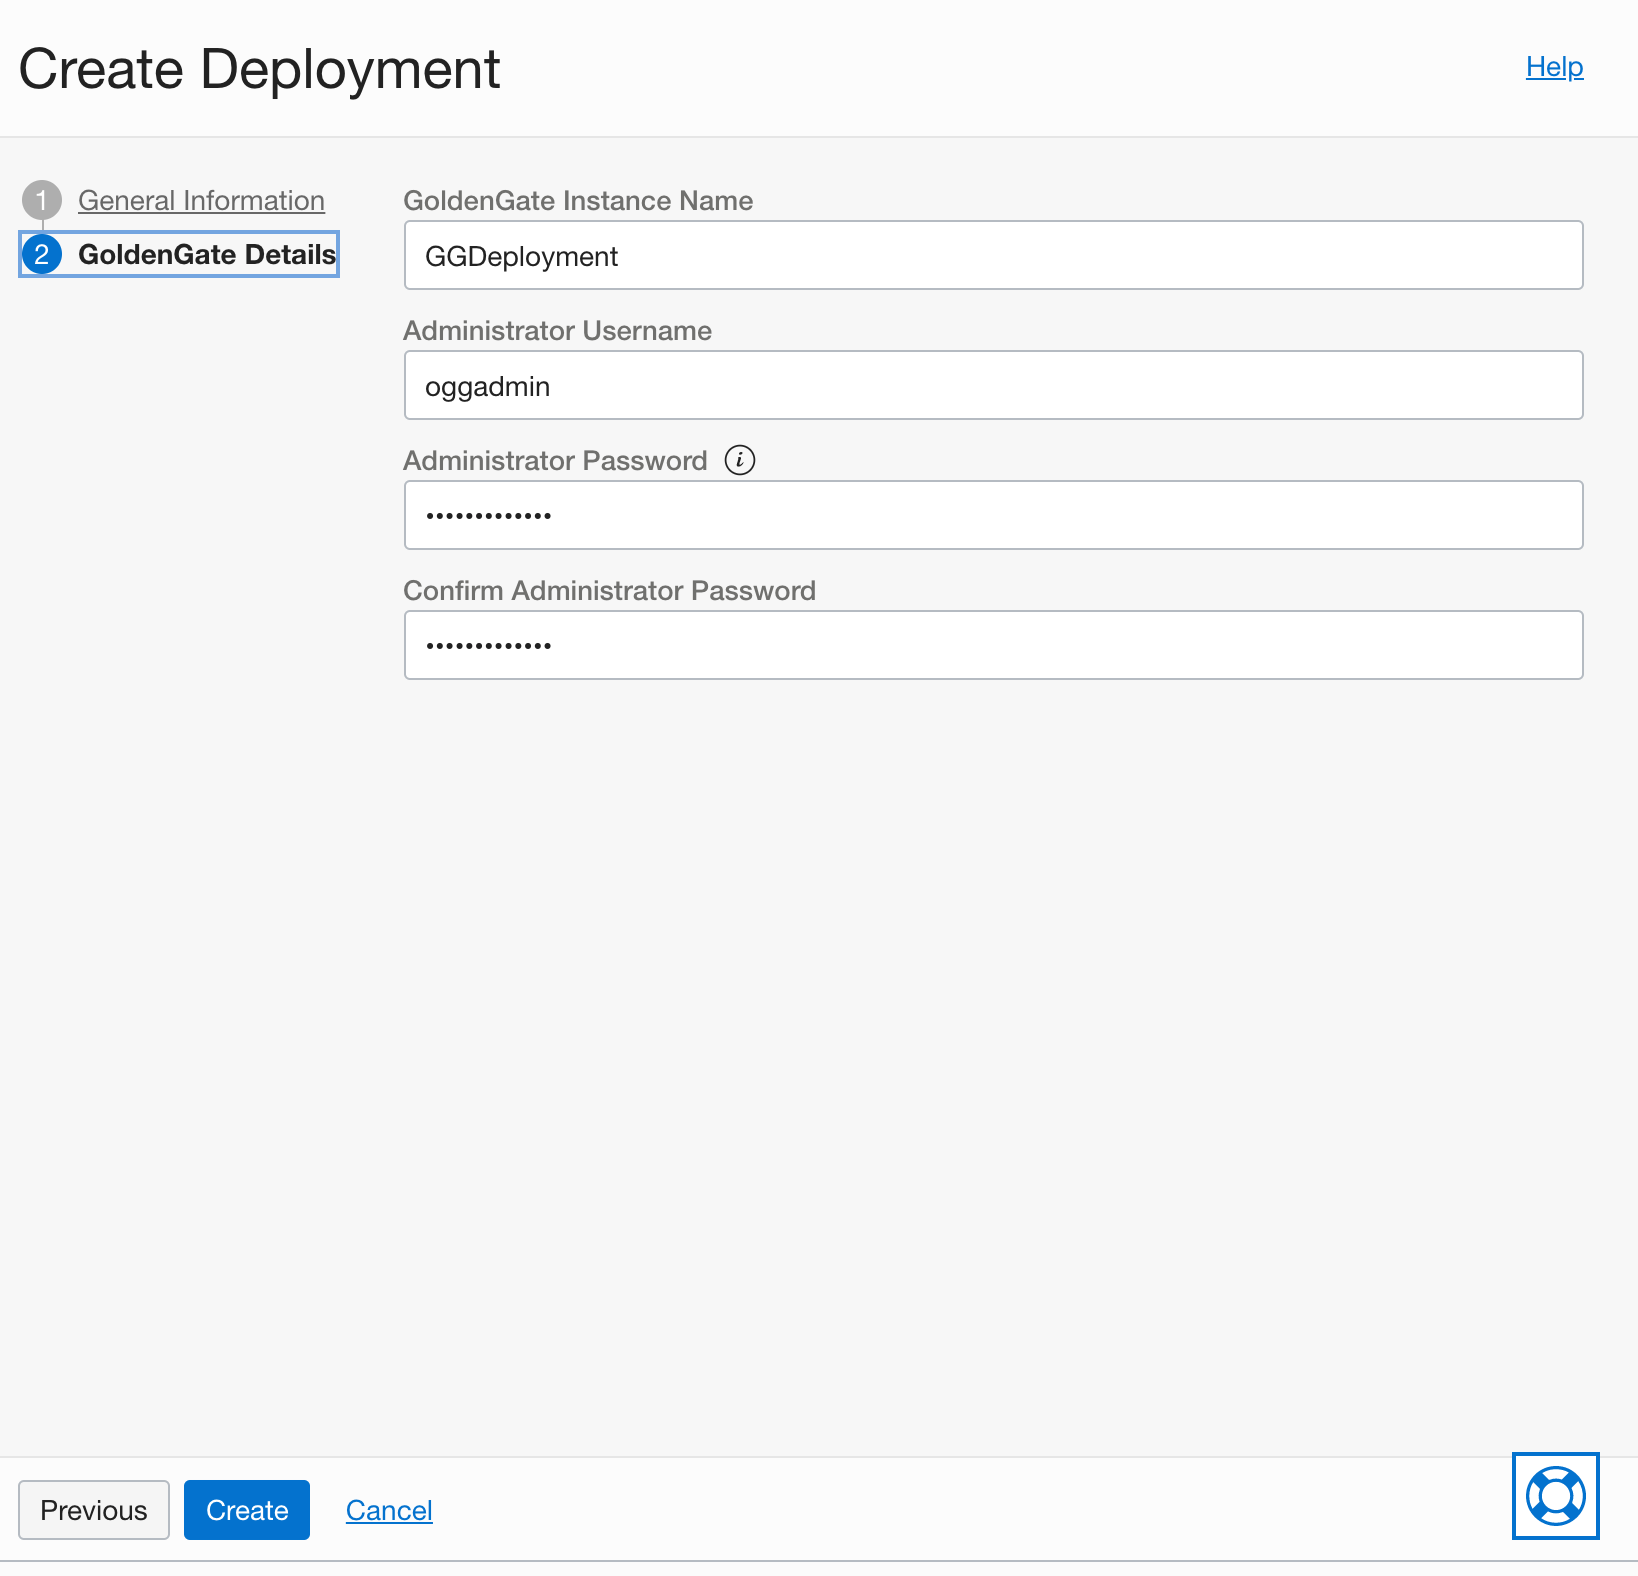 Create Deployment
Help
1 General Information
2 GoldenGate Details
GoldenGate Instance Name
GGDeployment
Administrator Username
oggadmin
Administrator Password i
•••••••••••••
Confirm Administrator Password
•••••••••••••
Previous
Create
Cancel